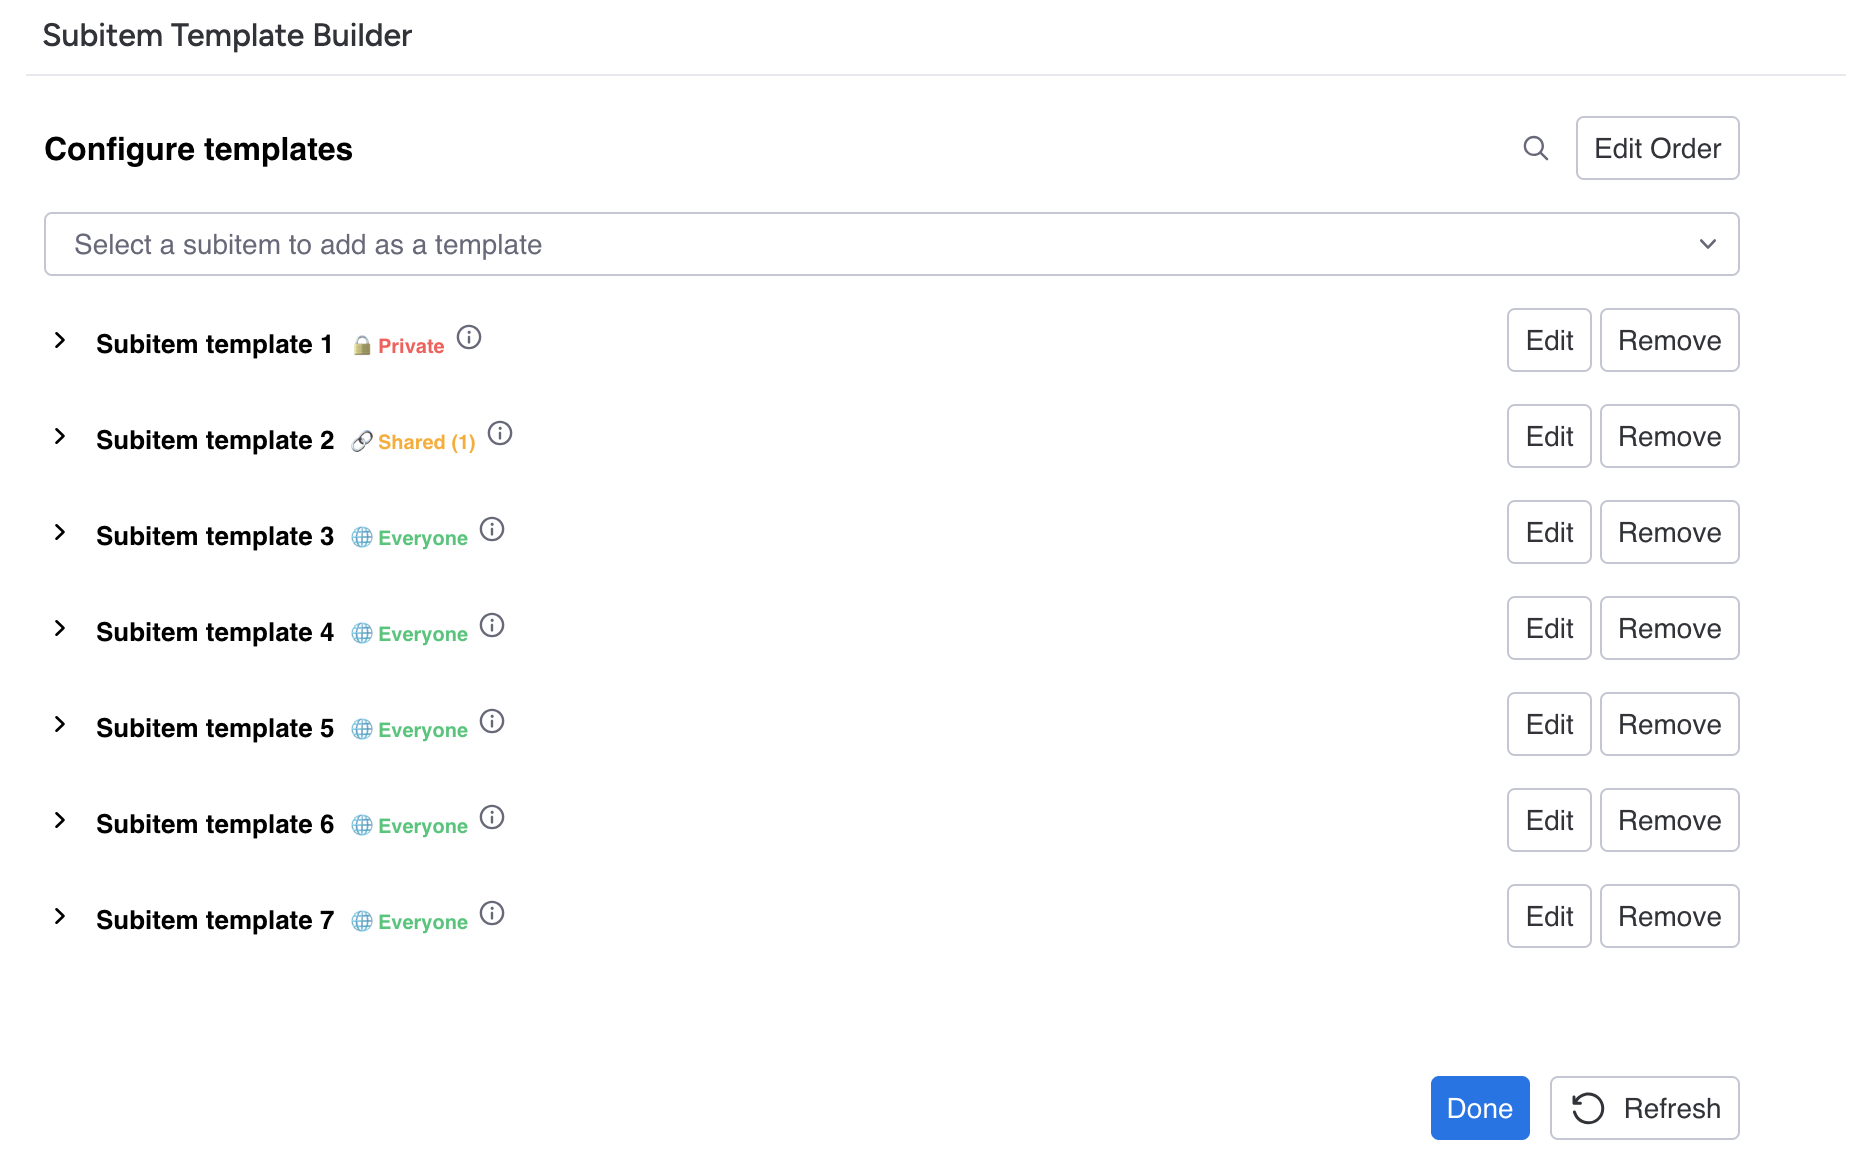 Subitem Template Builder
Configure templates
Edit Order
Select a subitem to add as a template
Subitem template 1 Private Edit Remove
Subitem template 2 Shared (1) Edit Remove
Subitem template 3 Everyone Edit Remove
Subitem template 4 Everyone Edit Remove
Subitem template 5 Everyone Edit Remove
Subitem template 6 Everyone Edit Remove
Subitem template 7 Everyone Edit Remove
Done Refresh